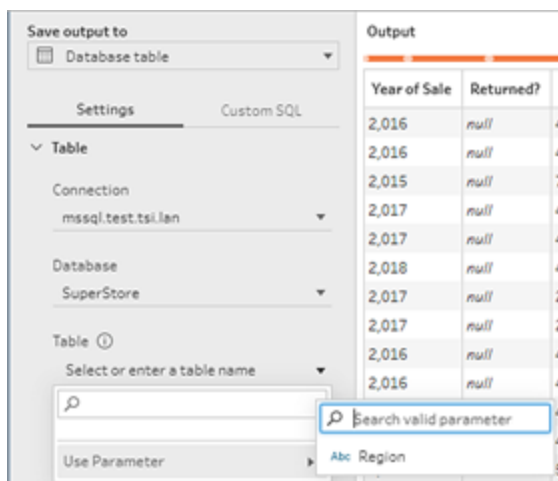 Save output to
Database table
Settings
Custom SQL
Table
Connection
mssql.test.tsi.lan
Database
SuperStore
Table
Select or enter a table name
Use Parameter
Output
Year of Sale Returned?
2,016 null
2,016 null
2,015 null
2,017 null
2,017 null
2,018 null
2,017 null
2,017 null
2,016 null
2,016 null
Search valid parameter
Abc Region